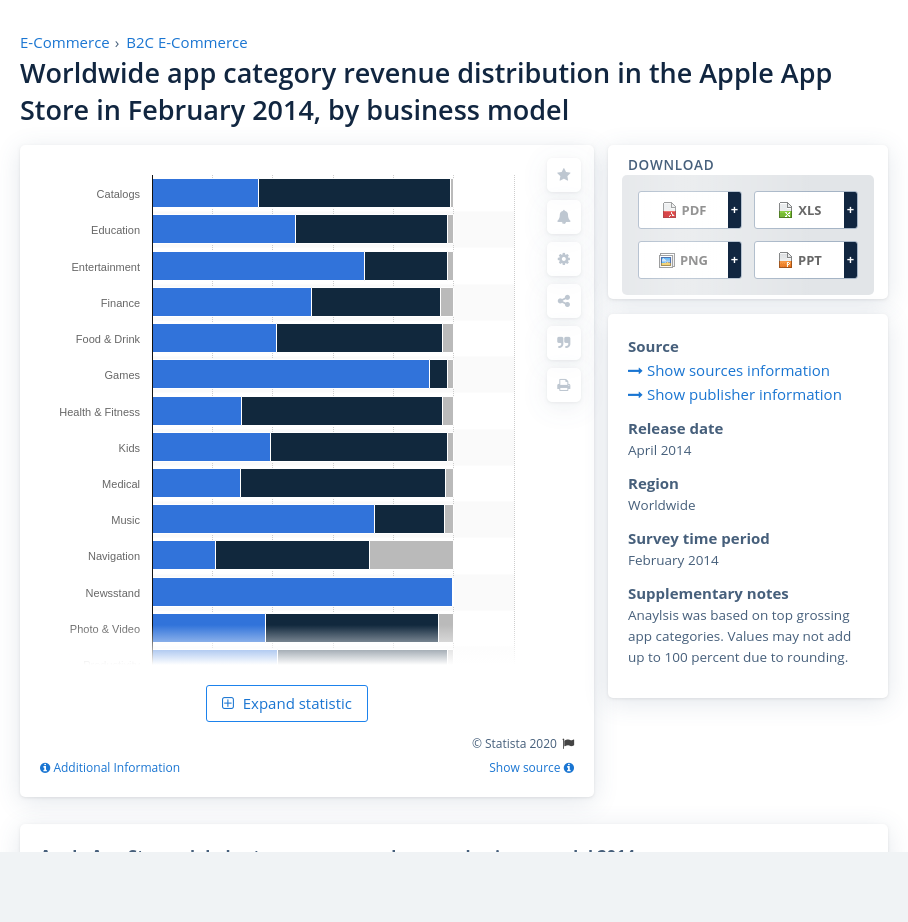 E-Commerce › B2C E-Commerce
Worldwide app category revenue distribution in the Apple App
Store in February 2014, by business model
Catalogs
Education
Entertainment
Finance
Food & Drink
Games
Health & Fitness
Kids
Medical
Music
Navigation
Newsstand
Photo & Video
Expand statistic
© Statista 2020
Additional Information
Show source
DOWNLOAD
PDF +
XLS +
PNG +
PPT +
Source
Show sources information
Show publisher information
Release date
April 2014
Region
Worldwide
Survey time period
February 2014
Supplementary notes
Anaylsis was based on top grossing
app categories. Values may not add
up to 100 percent due to rounding.